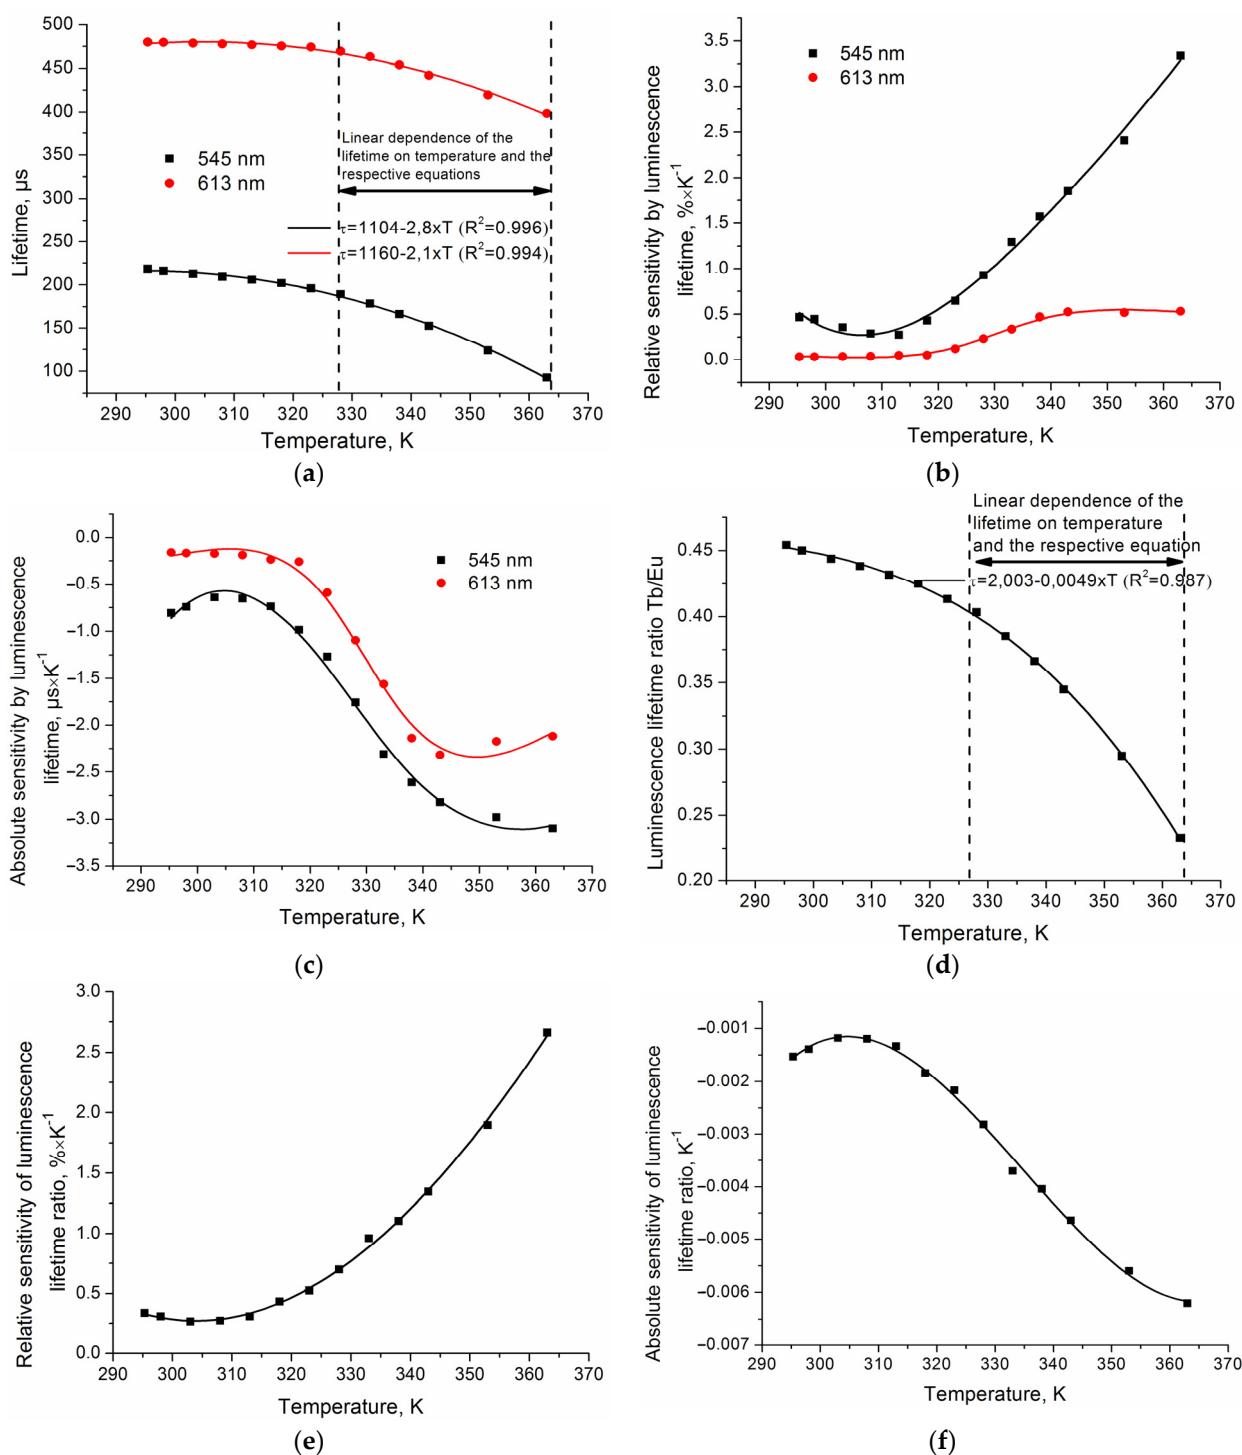 500
450
400
350
300
250
200
150
100
290 300 310 320 330 340 350 360 370
Lifetime, µs
Temperature, K
545 nm
613 nm
Linear dependence of the
lifetime on temperature and the
respective equations
τ=1104-2,8xT (R²=0.996)
τ=1160-2,1xT (R²=0.994)
(a)
3.5
3.0
2.5
2.0
1.5
1.0
0.5
0.0
290 300 310 320 330 340 350 360 370
Relative sensitivity by luminescence
lifetime, %×K⁻¹
Temperature, K
545 nm
613 nm
(b)
0.0
−0.5
−1.0
−1.5
−2.0
−2.5
−3.0
−3.5
290 300 310 320 330 340 350 360 370
Absolute sensitivity by luminescence
lifetime, µs×K⁻¹
Temperature, K
545 nm
613 nm
(c)
0.45
0.40
0.35
0.30
0.25
0.20
290 300 310 320 330 340 350 360 370
Luminescence lifetime ratio Tb/Eu
Temperature, K
Linear dependence of the
lifetime on temperature
and the respective equation
τ=2,003-0,0049xT (R²=0.987)
(d)
3.0
2.5
2.0
1.5
1.0
0.5
0.0
290 300 310 320 330 340 350 360 370
Relative sensitivity of luminescence
lifetime ratio, %×K⁻¹
Temperature, K
(e)
−0.001
−0.002
−0.003
−0.004
−0.005
−0.006
−0.007
290 300 310 320 330 340 350 360 370
Absolute sensitivity of luminescence
lifetime ratio, K⁻¹
Temperature, K
(f)